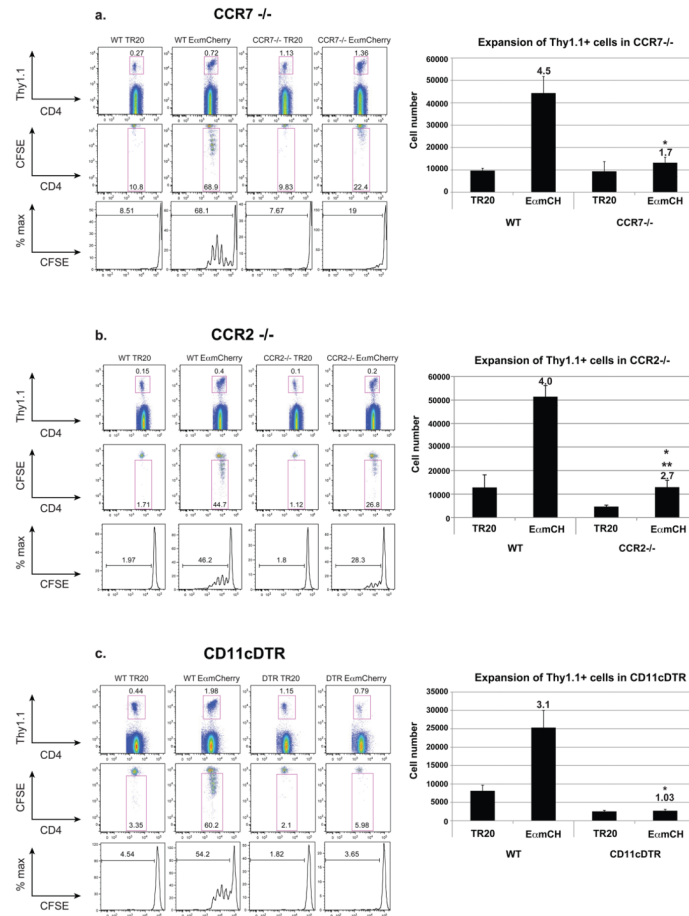 a.
CCR7 -/-
WT TR20
WT EαmCherry
CCR7-/- TR20
CCR7-/- EαmCherry
0.27
0.72
1.13
1.36
Thy1.1
CD4
CFSE
CD4
10.8
68.9
9.83
22.4
% max
CFSE
8.51
68.1
7.67
19
Expansion of Thy1.1+ cells in CCR7-/-
Cell number
60000
50000
40000
30000
20000
10000
0
4.5
*
1.7
TR20
EαmCH
TR20
EαmCH
WT
CCR7-/-
b.
CCR2 -/-
WT TR20
WT EαmCherry
CCR2-/- TR20
CCR2-/- EαmCherry
0.15
0.4
0.1
0.2
Thy1.1
CD4
CFSE
CD4
1.71
44.7
1.12
26.8
% max
CFSE
1.97
46.2
1.8
28.3
Expansion of Thy1.1+ cells in CCR2-/-
Cell number
60000
50000
40000
30000
20000
10000
0
4.0
*
**
2.7
TR20
EαmCH
TR20
EαmCH
WT
CCR2-/-
c.
CD11cDTR
WT TR20
WT EαmCherry
DTR TR20
DTR EαmCherry
0.44
1.98
1.15
0.79
Thy1.1
CD4
CFSE
CD4
3.35
60.2
2.1
5.98
% max
CFSE
4.54
54.2
1.82
3.65
Expansion of Thy1.1+ cells in CD11cDTR
Cell number
35000
30000
25000
20000
15000
10000
5000
0
3.1
*
1.03
TR20
EαmCH
TR20
EαmCH
WT
CD11cDTR